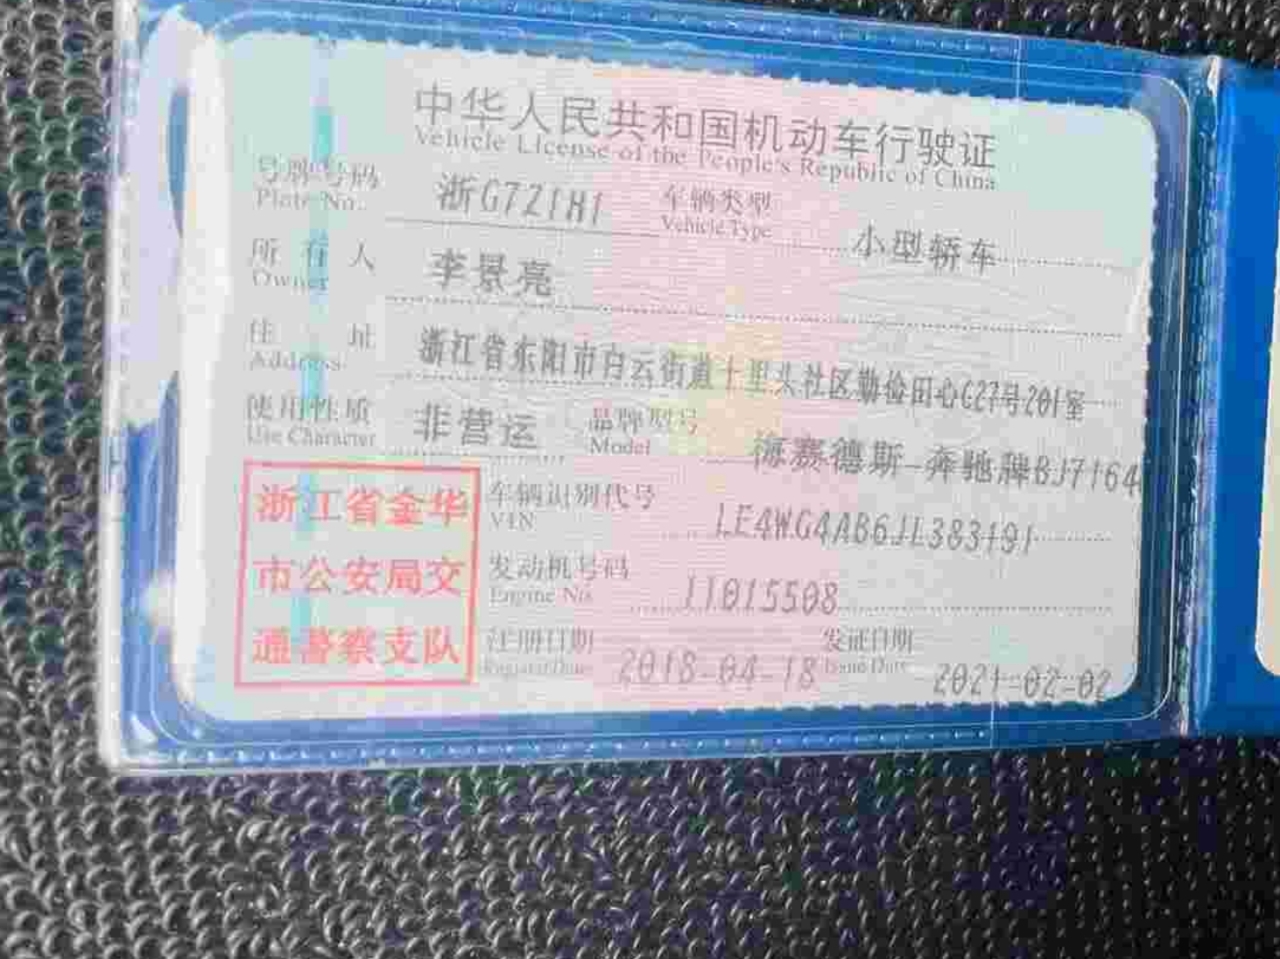 中华人民共和国机动车行驶证
Vehicle License of the People's Republic of China
号牌号码 浙G7Z1H1 车辆类型 小型轿车
Plate No. Vehicle Type
所有人 李景亮
Owner
住址 浙江省东阳市白云街道十里头社区勤俭田心G27号201室
Address
使用性质 非营运 品牌型号 梅赛德斯-奔驰牌BJ7164
Use Character Model
浙江省金华
市公安局交
通警察支队
车辆识别代号 LE4WG4AB6JL383191
VIN
发动机号码 11015508
Engine No.
注册日期 2018-04-18 发证日期 2021-02-02
Register Date Issue Date